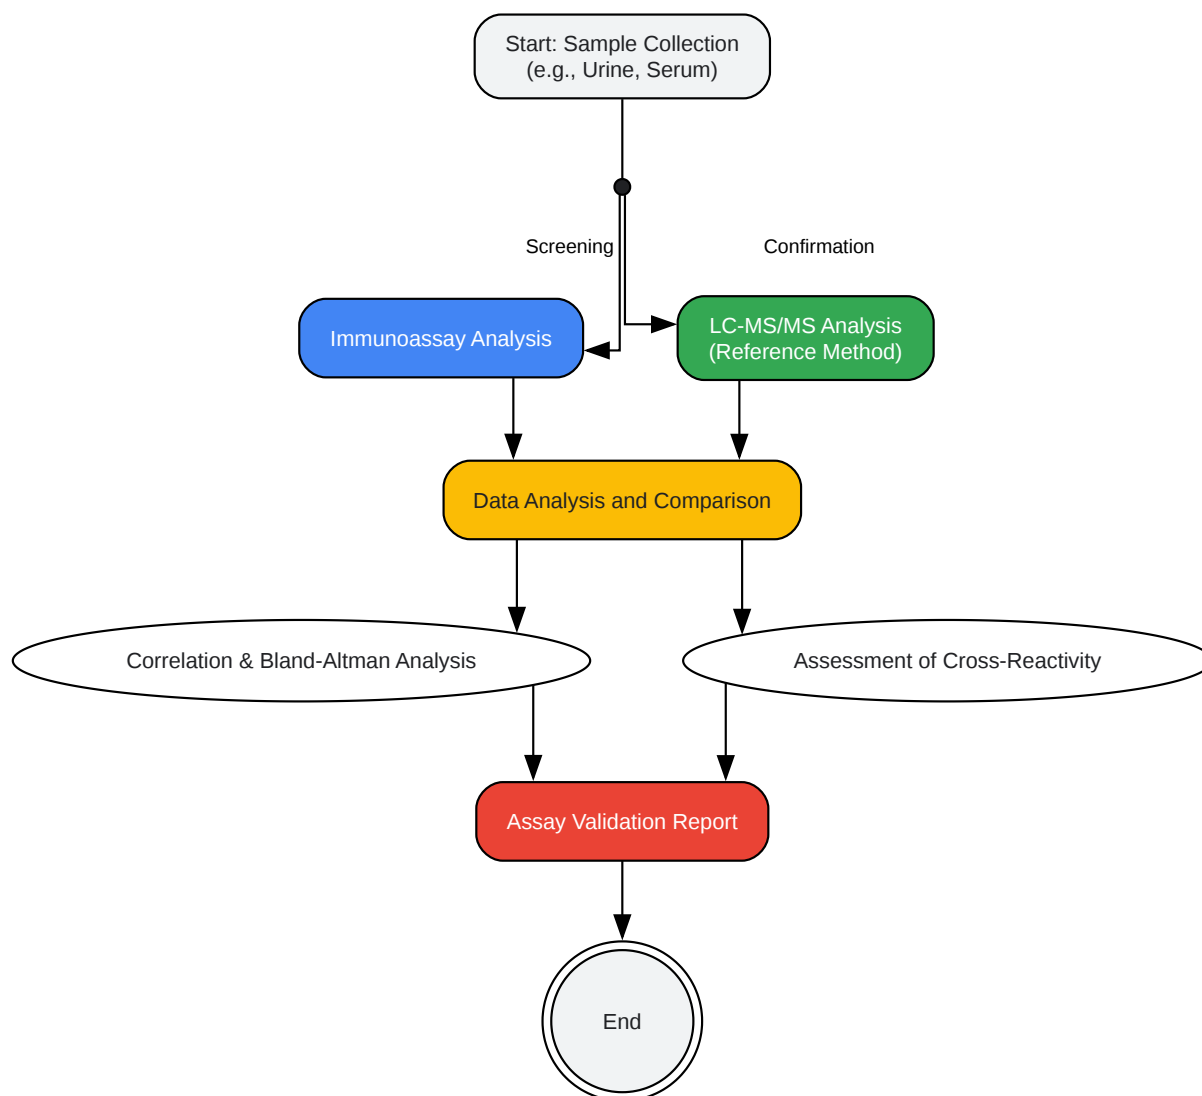 Start: Sample Collection
(e.g., Urine, Serum)
Screening
Confirmation
Immunoassay Analysis
LC-MS/MS Analysis
(Reference Method)
Data Analysis and Comparison
Correlation & Bland-Altman Analysis
Assessment of Cross-Reactivity
Assay Validation Report
End